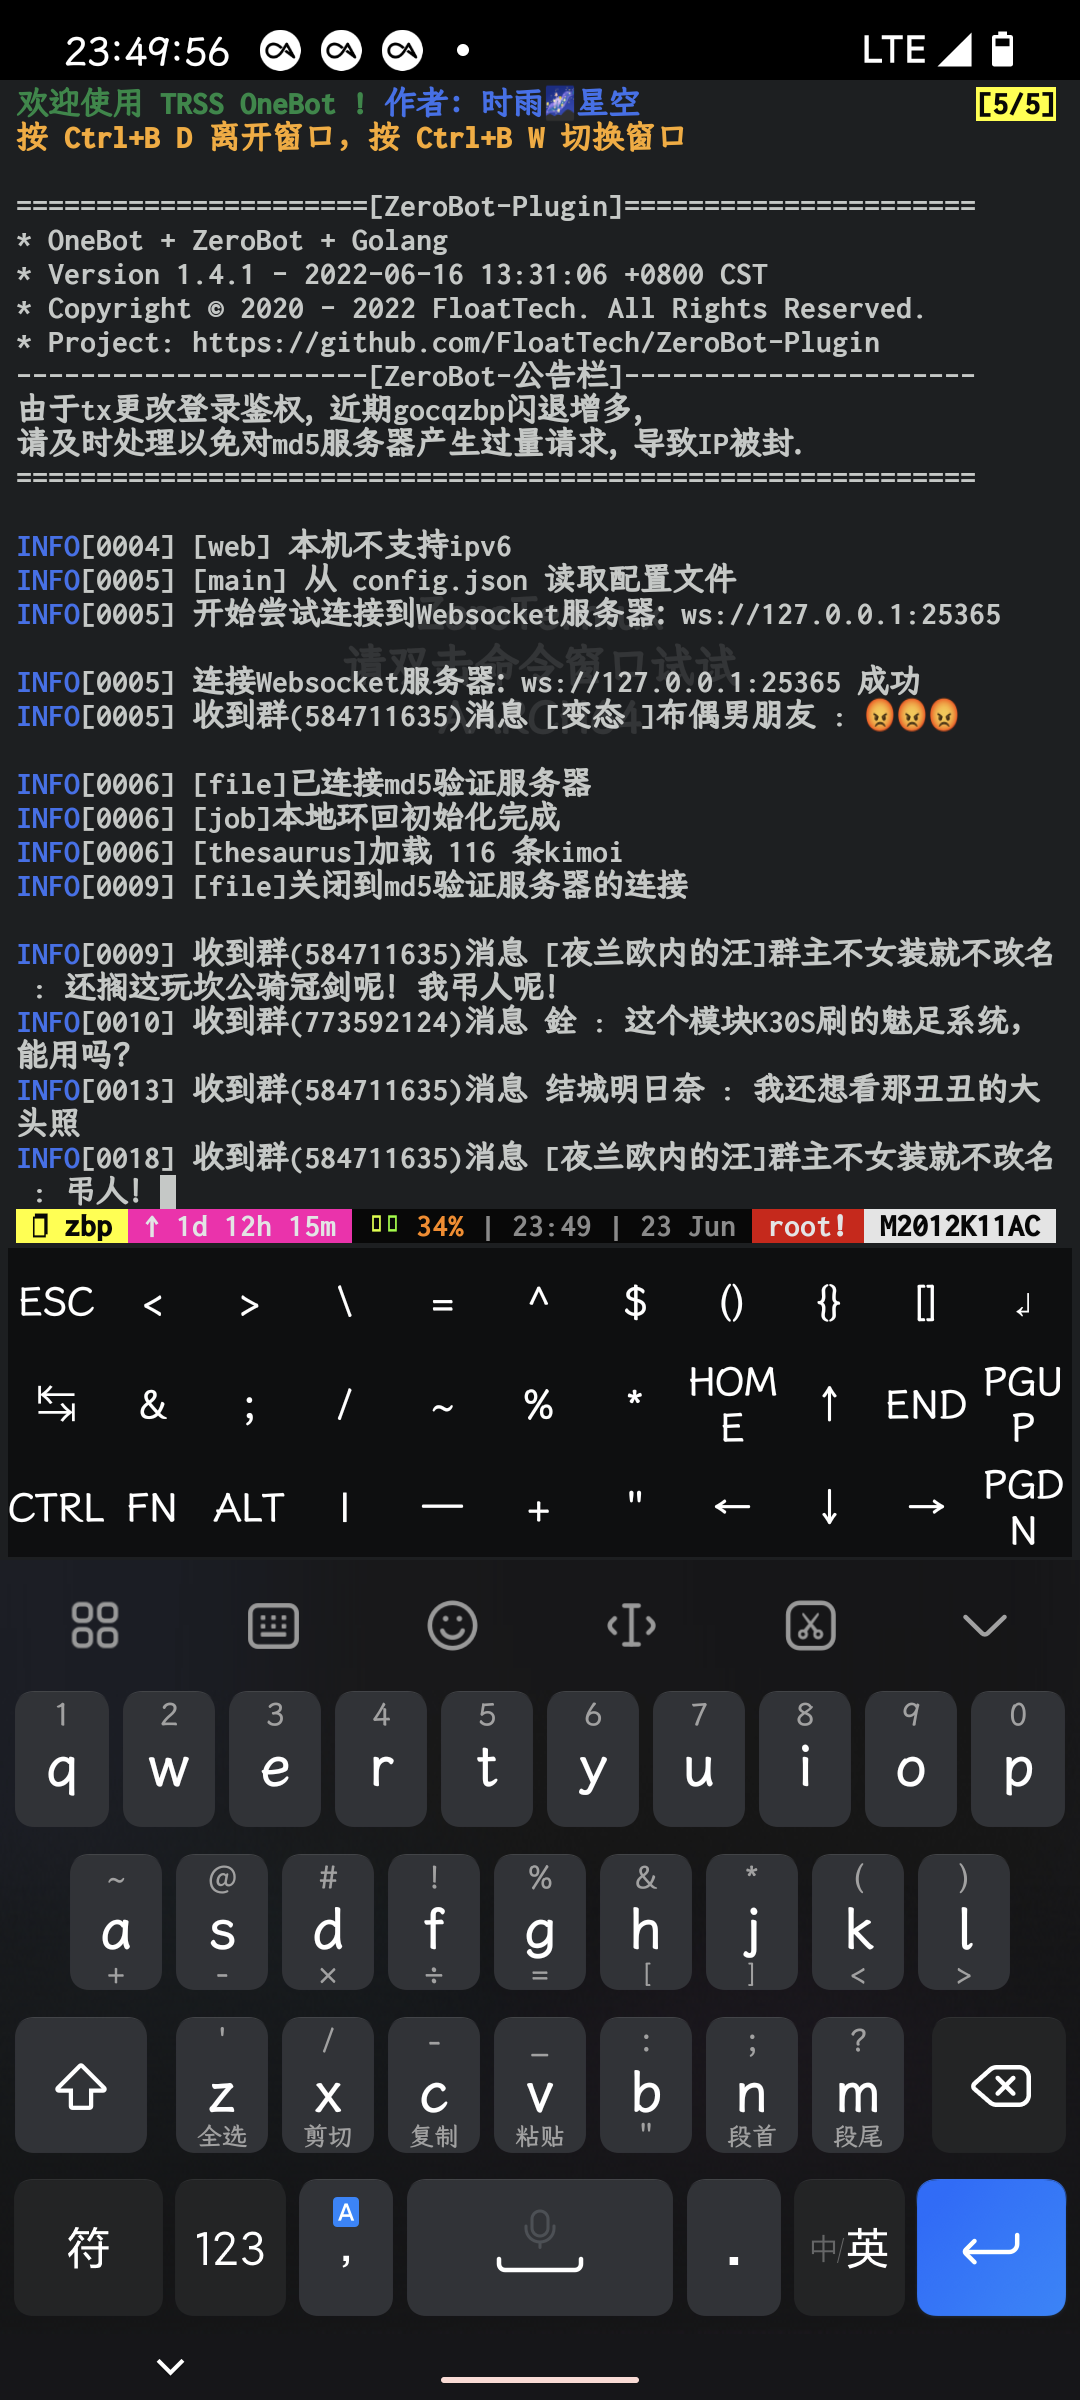 23:49:56 LTE
欢迎使用 TRSS OneBot ! 作者: 时雨🌌星空 [5/5]
按 Ctrl+B D 离开窗口, 按 Ctrl+B W 切换窗口
======================[ZeroBot-Plugin]======================
* OneBot + ZeroBot + Golang
* Version 1.4.1 - 2022-06-16 13:31:06 +0800 CST
* Copyright © 2020 - 2022 FloatTech. All Rights Reserved.
* Project: https://github.com/FloatTech/ZeroBot-Plugin
----------------------[ZeroBot-公告栏]----------------------
由于tx更改登录鉴权, 近期gocqzbp闪退增多,
请及时处理以免对md5服务器产生过量请求, 导致IP被封.
============================================================
INFO[0004] [web] 本机不支持ipv6
INFO[0005] [main] 从 config.json 读取配置文件
INFO[0005] 开始尝试连接到Websocket服务器: ws://127.0.0.1:25365
请双击命令窗口试试
INFO[0005] 连接Websocket服务器: ws://127.0.0.1:25365 成功
INFO[0005] 收到群(584711635)消息 [变态 ]布偶男朋友 : 😡😡😡
INFO[0006] [file]已连接md5验证服务器
INFO[0006] [job]本地环回初始化完成
INFO[0006] [thesaurus]加载 116 条kimoi
INFO[0009] [file]关闭到md5验证服务器的连接
INFO[0009] 收到群(584711635)消息 [夜兰欧内的汪]群主不女装就不改名
: 还搁这玩坎公骑冠剑呢! 我弔人呢!
INFO[0010] 收到群(773592124)消息 銓 : 这个模块K30S刷的魅足系统,
能用吗?
INFO[0013] 收到群(584711635)消息 结城明日奈 : 我还想看那丑丑的大
头照
INFO[0018] 收到群(584711635)消息 [夜兰欧内的汪]群主不女装就不改名
: 弔人!
zbp ↑ 1d 12h 15m 34% | 23:49 | 23 Jun root! M2012K11AC
ESC < > \ = ^ $ () {} [] ↲
↹ & ; / ~ % * HOME ↑ END PGUP
CTRL FN ALT | — + " ← ↓ → PGDN
1 2 3 4 5 6 7 8 9 0
q w e r t y u i o p
~ @ # ! % & * ( )
a s d f g h j k l
+ - × ÷ = [ ] < >
' / - _ : ; ?
z x c v b n m
全选 剪切 复制 粘贴 " 段首 段尾
符 123 A , . 中/英